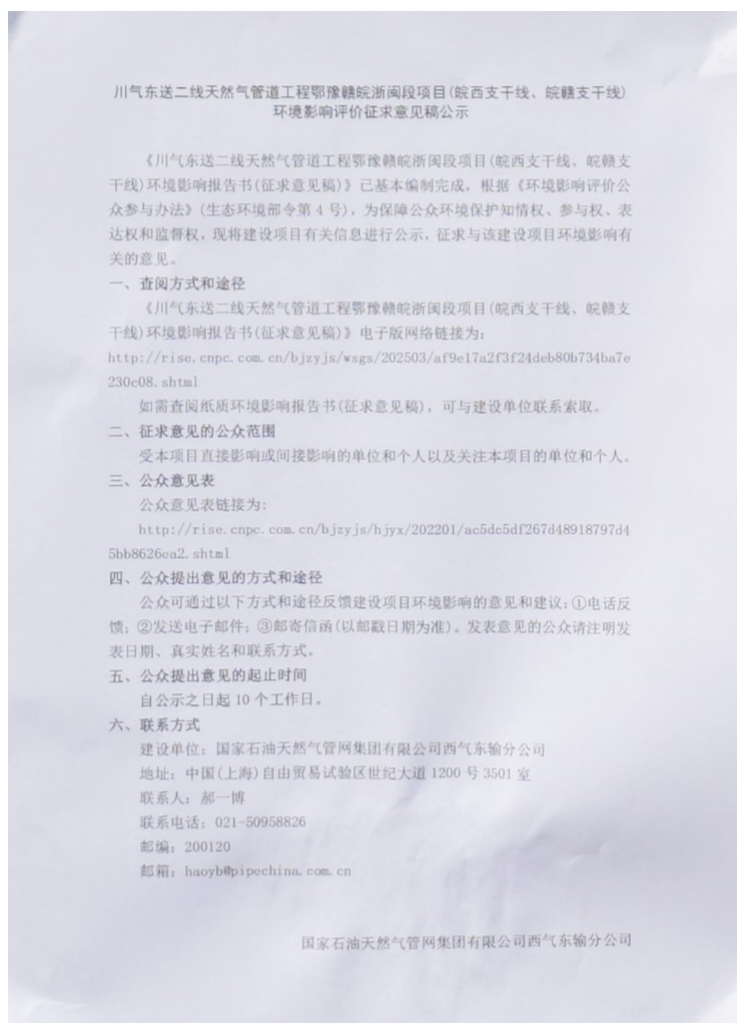 川气东送二线天然气管道工程鄂豫赣皖浙闽段项目(皖西支干线、皖赣支干线)
环境影响评价征求意见稿公示
《川气东送二线天然气管道工程鄂豫赣皖浙闽段项目(皖西支干线、皖赣支
干线)环境影响报告书(征求意见稿)》已基本编制完成，根据《环境影响评价公
众参与办法》(生态环境部令第 4 号)，为保障公众环境保护知情权、参与权、表
达权和监督权，现将建设项目有关信息进行公示，征求与该建设项目环境影响有
关的意见。
一、查阅方式和途径
《川气东送二线天然气管道工程鄂豫赣皖浙闽段项目(皖西支干线、皖赣支
干线)环境影响报告书(征求意见稿)》电子版网络链接为：
http://rise.cnpc.com.cn/bjzyjs/wsgs/202503/af9e17a2f3f24deb80b734ba7e
230c08.shtml
如需查阅纸质环境影响报告书(征求意见稿)，可与建设单位联系索取。
二、征求意见的公众范围
受本项目直接影响或间接影响的单位和个人以及关注本项目的单位和个人。
三、公众意见表
公众意见表链接为：
http://rise.cnpc.com.cn/bjzyjs/hjyx/202201/ac5dc5df267d48918797d4
5bb8626ea2.shtml
四、公众提出意见的方式和途径
公众可通过以下方式和途径反馈建设项目环境影响的意见和建议：①电话反
馈；②发送电子邮件；③邮寄信函(以邮戳日期为准)。发表意见的公众请注明发
表日期、真实姓名和联系方式。
五、公众提出意见的起止时间
自公示之日起 10 个工作日。
六、联系方式
建设单位：国家石油天然气管网集团有限公司西气东输分公司
地址：中国(上海)自由贸易试验区世纪大道 1200 号 3501 室
联系人：郝一博
联系电话：021-50958826
邮编：200120
邮箱：haoyb@pipechina.com.cn
国家石油天然气管网集团有限公司西气东输分公司